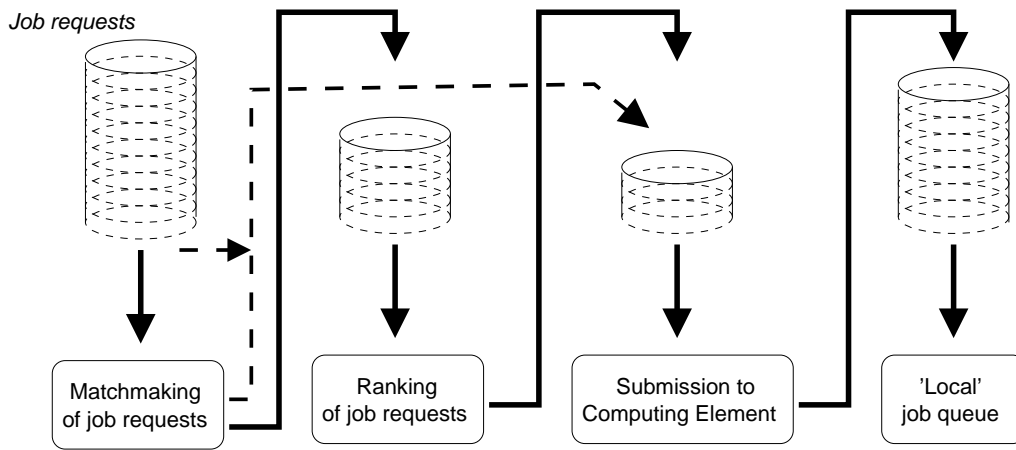 Job requests
Matchmaking
of job requests
Ranking
of job requests
Submission to
Computing Element
'Local'
job queue